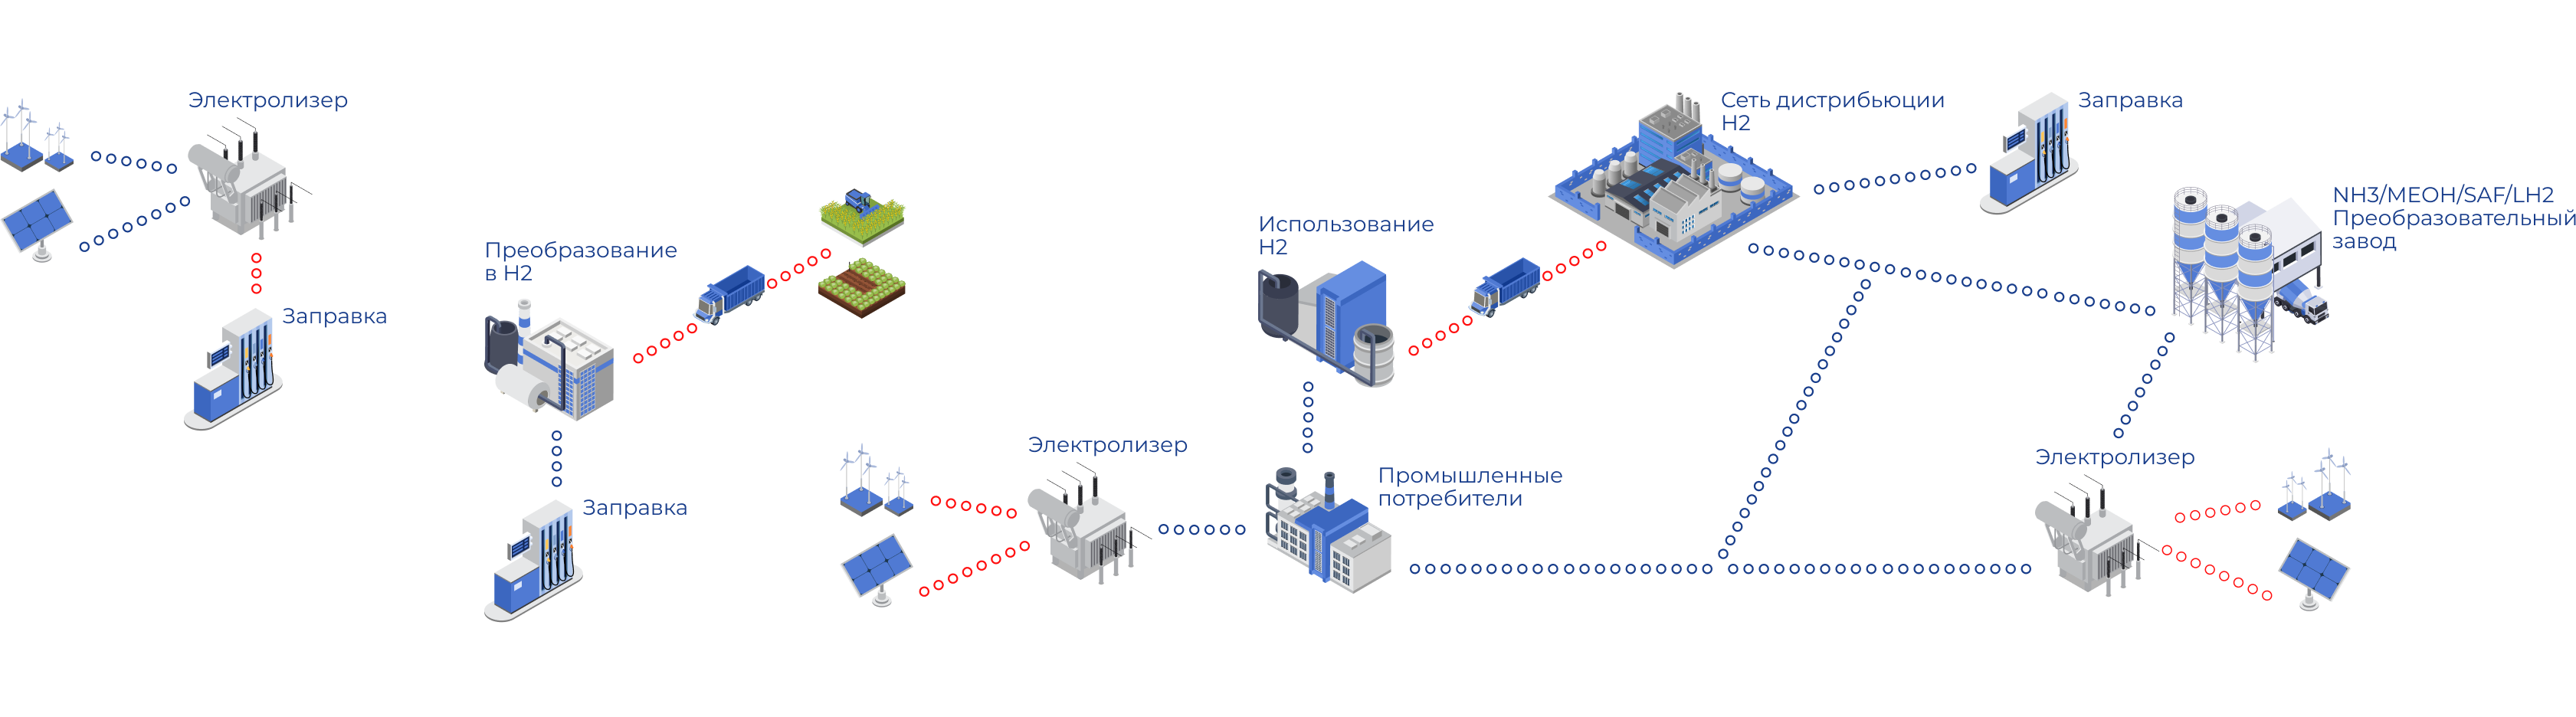 Электролизер
Заправка
Преобразование
в H2
Заправка
Электролизер
Использование
H2
Промышленные
потребители
Сеть дистрибьюции
H2
Заправка
NH3/MEOH/SAF/LH2
Преобразовательный
завод
Электролизер